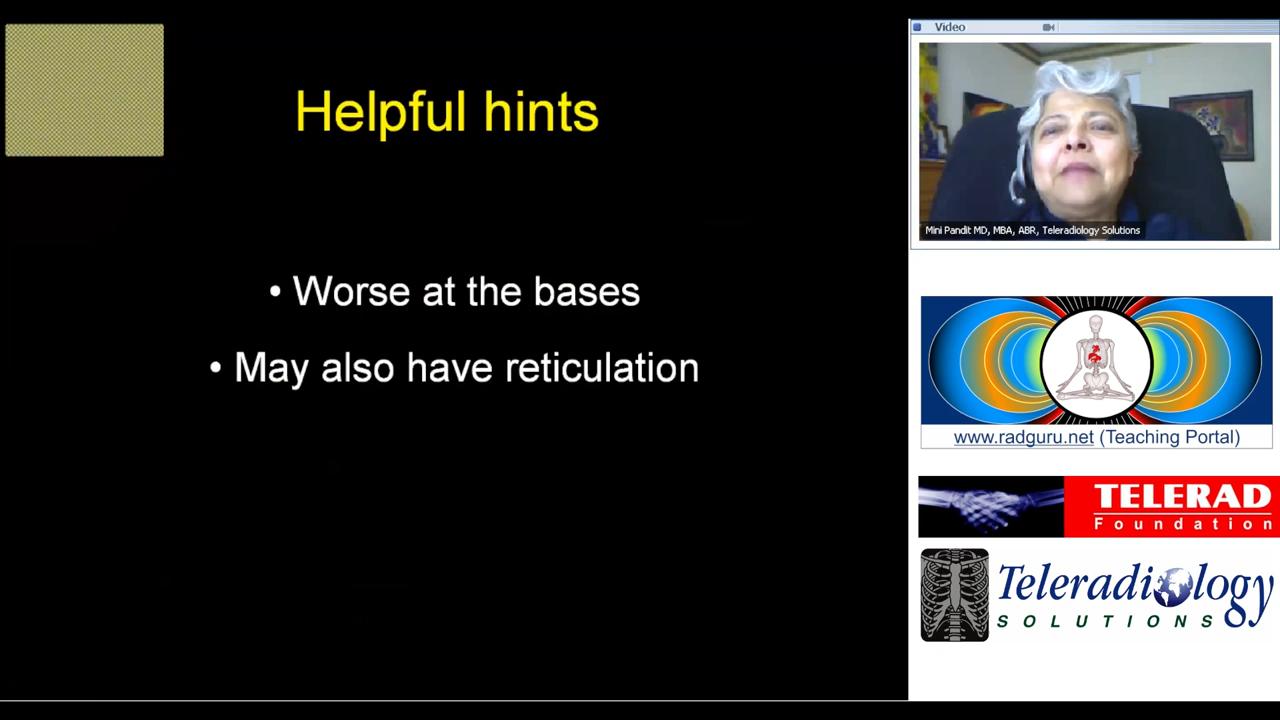 Helpful hints
• Worse at the bases
• May also have reticulation
Video
Mini Pandit MD, MBA, ABR, Teleradiology Solutions
www.radguru.net (Teaching Portal)
TELERAD
Foundation
Teleradiology
SOLUTIONS